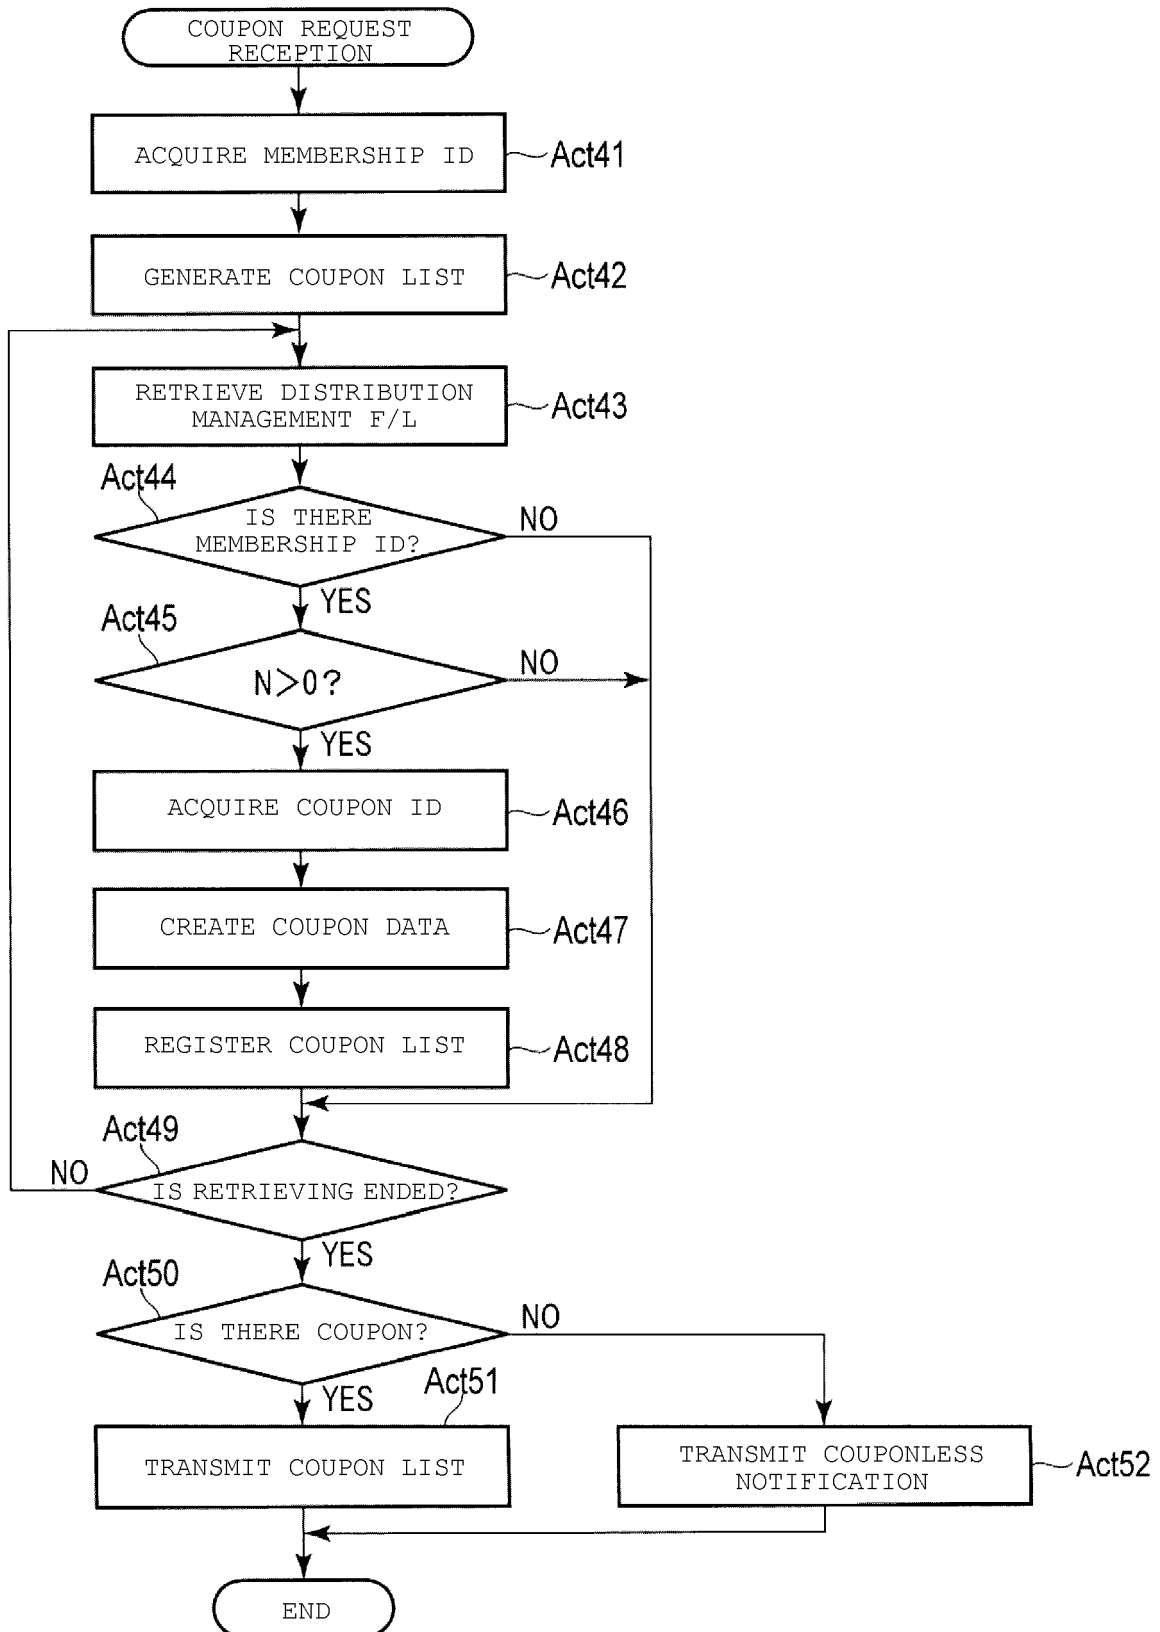 COUPON REQUEST
RECEPTION
ACQUIRE MEMBERSHIP ID
Act41
GENERATE COUPON LIST
Act42
RETRIEVE DISTRIBUTION
MANAGEMENT F/L
Act43
Act44
IS THERE
MEMBERSHIP ID?
NO
YES
Act45
N>0?
NO
YES
ACQUIRE COUPON ID
Act46
CREATE COUPON DATA
Act47
REGISTER COUPON LIST
Act48
Act49
NO
IS RETRIEVING ENDED?
YES
Act50
IS THERE COUPON?
NO
YES
Act51
TRANSMIT COUPON LIST
TRANSMIT COUPONLESS
NOTIFICATION
Act52
END